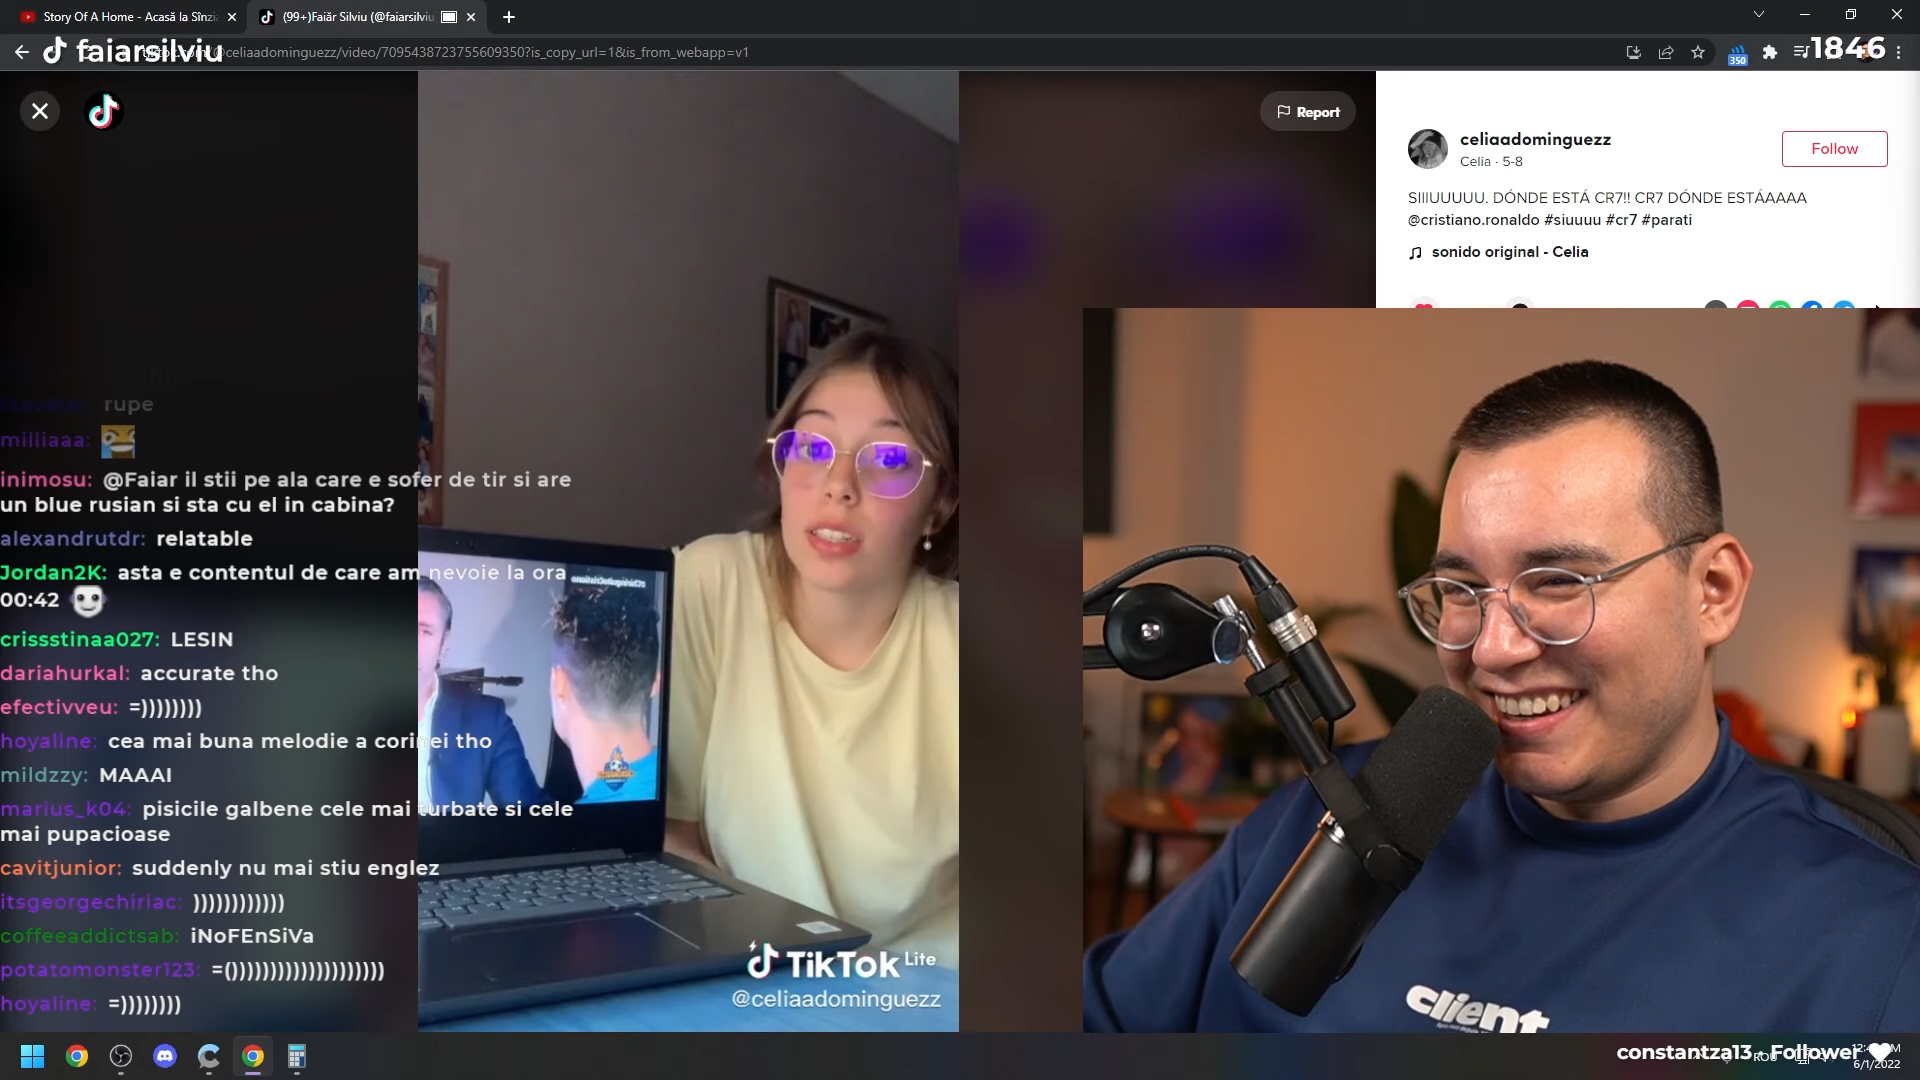 Story Of A Home - Acasă la Sînzi
(99+)Faiăr Silviu (@faiarsilviu
faiarsilviu
@celiaadominguezz/video/7095438723755609350?is_copy_url=1&is_from_webapp=v1
350
1846
Report
celiaadominguezz
Celia · 5-8
Follow
SIIIUUUUU. DÓNDE ESTÁ CR7!! CR7 DÓNDE ESTÁAAAA
@cristiano.ronaldo #siuuuu #cr7 #parati
sonido original - Celia
rupe
milliaaa:
inimosu: @Faiar il stii pe ala care e sofer de tir si are
un blue rusian si sta cu el in cabina?
alexandrutdr: relatable
Jordan2K: asta e contentul de care am nevoie la ora
00:42
crissstinaa027: LESIN
dariahurkal: accurate tho
efectivveu: =))))))))
hoyaline: cea mai buna melodie a corinei tho
mildzzy: MAAAI
marius_k04: pisicile galbene cele mai turbate si cele
mai pupacioase
cavitjunior: suddenly nu mai stiu englez
itsgeorgechiriac: ))))))))))))
coffeeaddictsab: iNoFEnSiVa
potatomonster123: =())))))))))))))))))))
hoyaline: =))))))))
TikTok Lite
@celiaadominguezz
client
constantza13 - Follower
ROU
6/1/2022